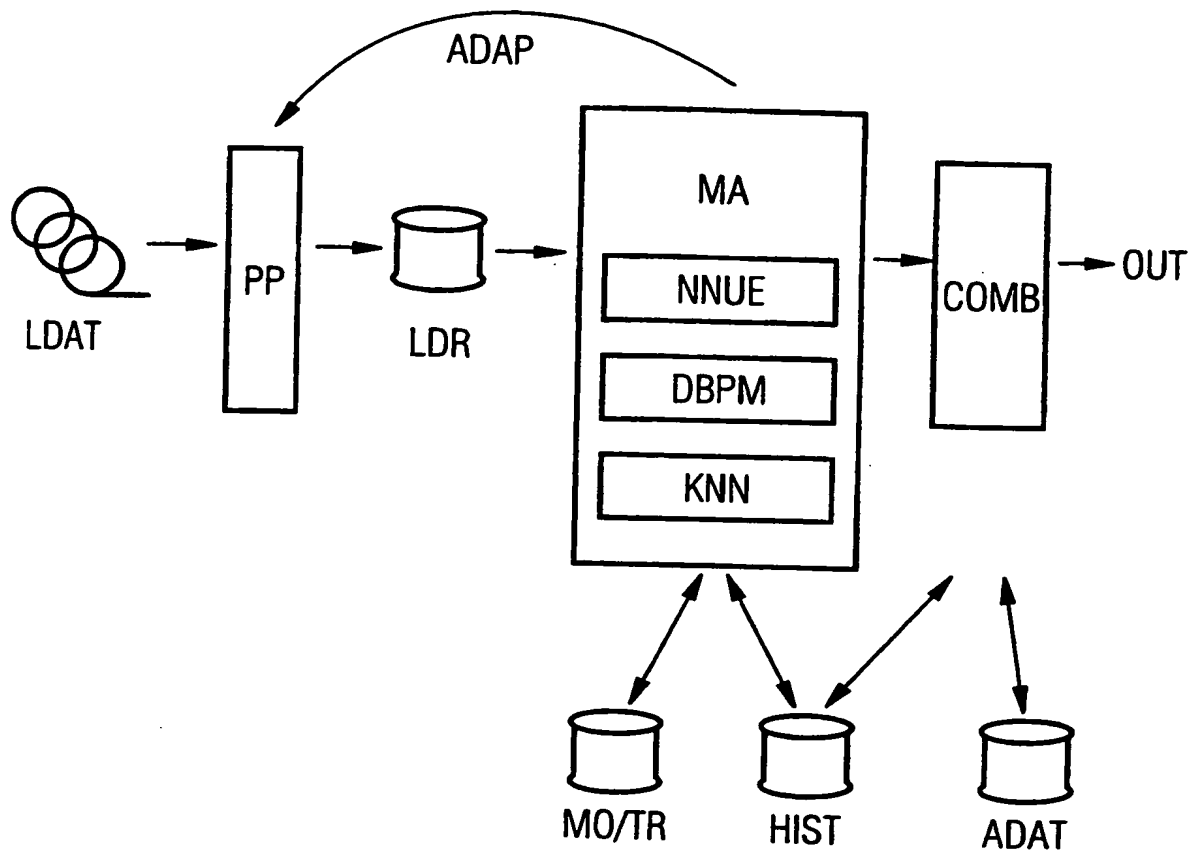 ADAP
MA
PP
NNUE
OUT
COMB
LDAT
LDR
DBPM
KNN
MO/TR
HIST
ADAT